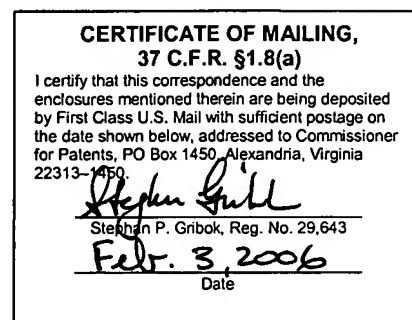 CERTIFICATE OF MAILING,
37 C.F.R. §1.8(a)
I certify that this correspondence and the
enclosures mentioned therein are being deposited
by First Class U.S. Mail with sufficient postage on
the date shown below, addressed to Commissioner
for Patents, PO Box 1450, Alexandria, Virginia
22313–1450.
Stephan Gribok
Stephan P. Gribok, Reg. No. 29,643
Febr. 3, 2006
Date